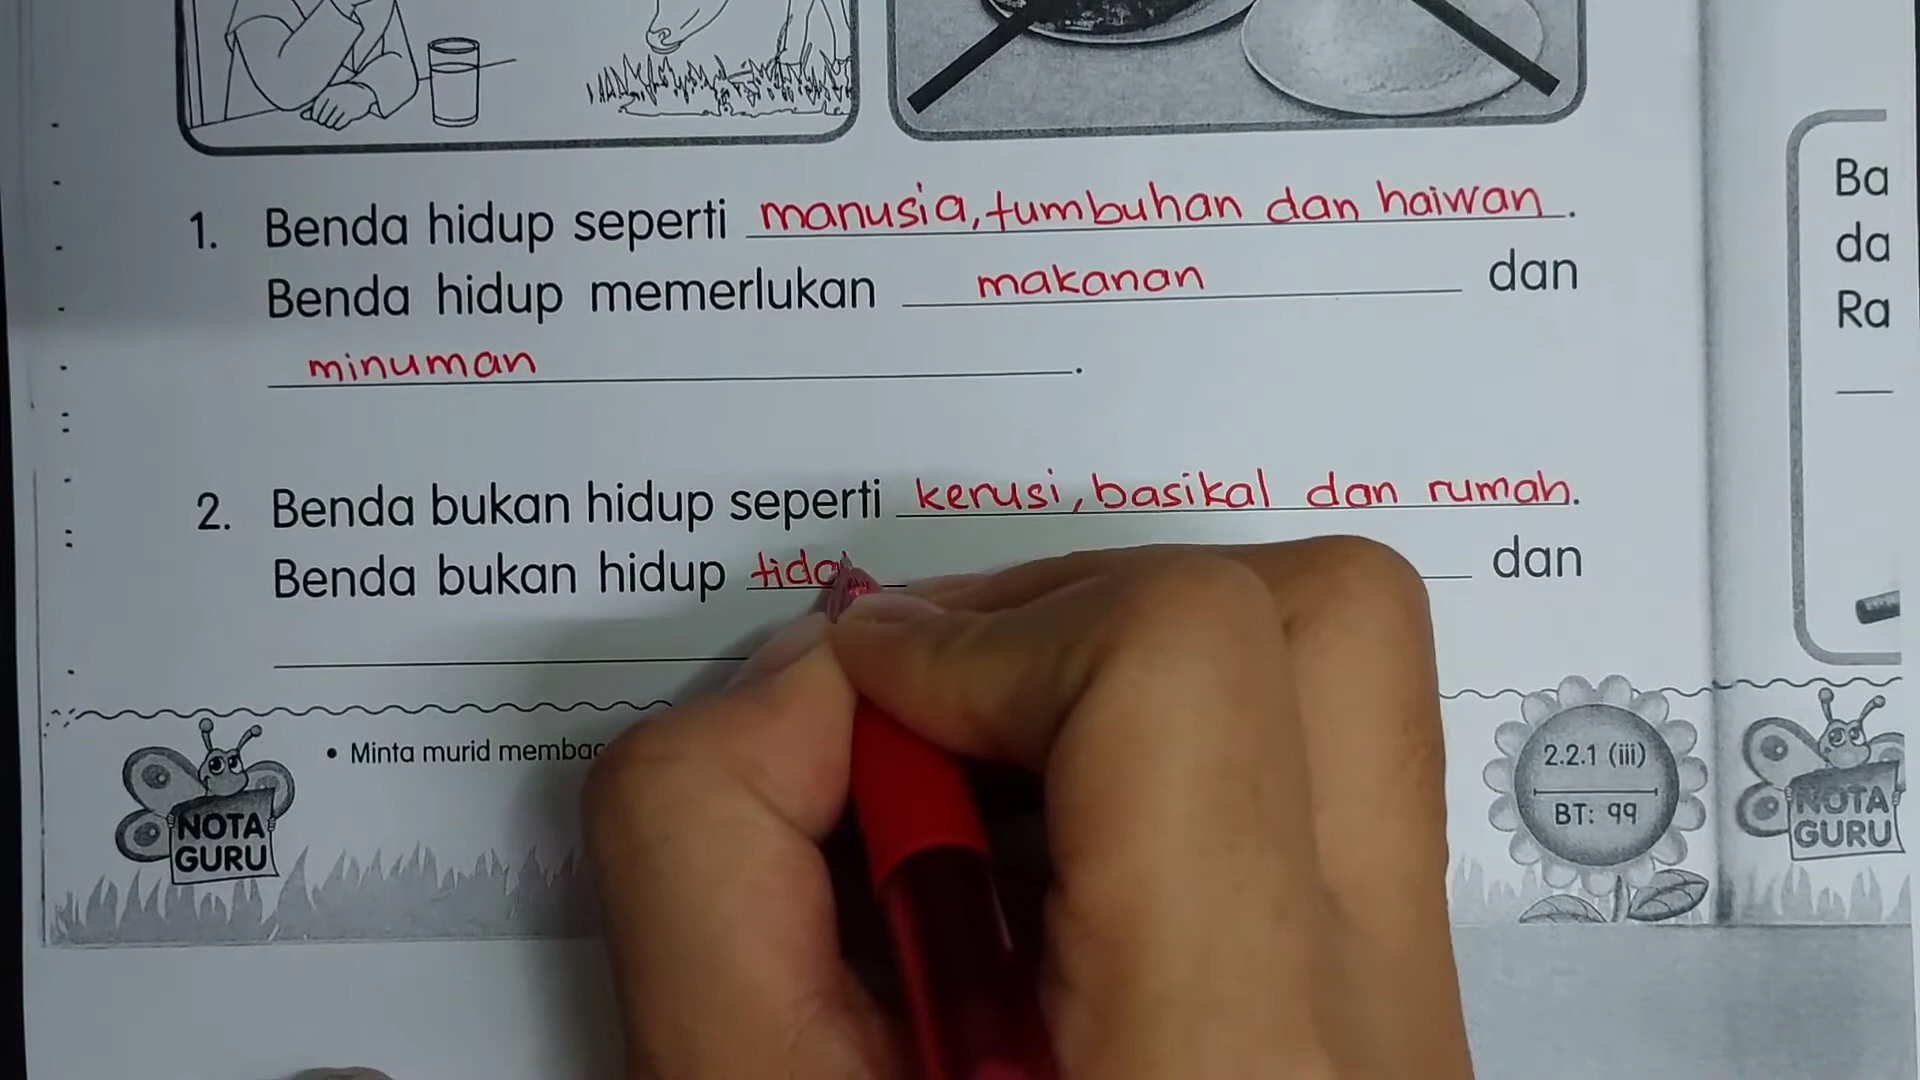 1. Benda hidup seperti manusia, tumbuhan dan haiwan.
Benda hidup memerlukan makanan dan
minuman.
2. Benda bukan hidup seperti kerusi, basikal dan rumah.
Benda bukan hidup dan
• Minta murid
NOTA
GURU
2.2.1 (iii)
BT: 99
Ba
da
Ra
NOTA
GURU